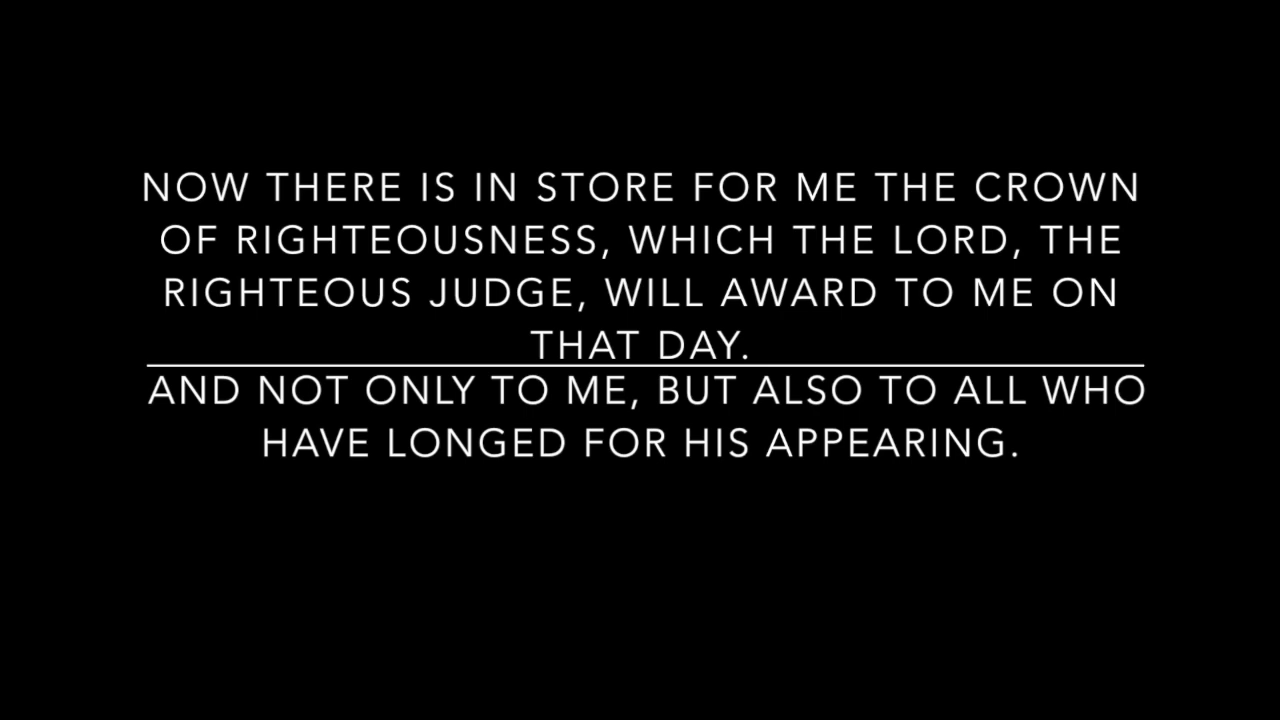 NOW THERE IS IN STORE FOR ME THE CROWN
OF RIGHTEOUSNESS, WHICH THE LORD, THE
RIGHTEOUS JUDGE, WILL AWARD TO ME ON
THAT DAY.
AND NOT ONLY TO ME, BUT ALSO TO ALL WHO
HAVE LONGED FOR HIS APPEARING.